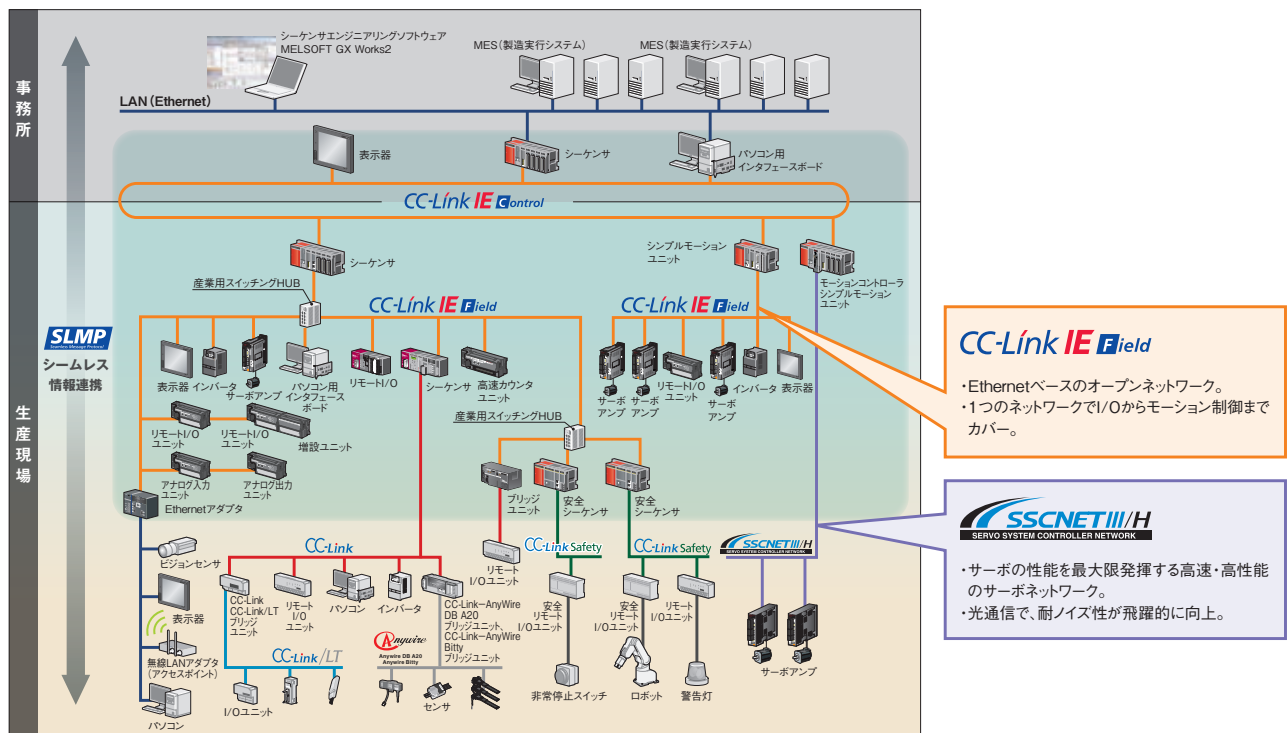 シーケンサエンジニアリングソフトウェア
MELSOFT GX Works2
MES（製造実行システム）
MES（製造実行システム）
LAN（Ethernet）
事務所
表示器
シーケンサ
パソコン用
インタフェースボード
CC-Link IE Control
シーケンサ
シンプルモーション
ユニット
モーションコントローラ
シンプルモーション
ユニット
産業用スイッチングHUB
CC-Link IE Field
CC-Link IE Field
SLMP
Seamless Message Protocol
シームレス
情報連携
生産現場
表示器
インバータ
サーボアンプ
パソコン用
インタフェース
ボード
リモートI/O
シーケンサ
高速カウンタ
ユニット
サーボ
アンプ
サーボ
アンプ
リモートI/O
ユニット
サーボ
アンプ
インバータ
表示器
産業用スイッチングHUB
リモートI/O
ユニット
リモートI/O
ユニット
増設ユニット
アナログ入力
ユニット
アナログ出力
ユニット
Ethernetアダプタ
ブリッジ
ユニット
安全
シーケンサ
安全
シーケンサ
ビジョンセンサ
表示器
無線LANアダプタ
（アクセスポイント）
パソコン
CC-Link
CC-Link
CC-Link/LT
ブリッジ
ユニット
リモート
I/O
ユニット
パソコン
インバータ
CC-Link−AnyWire
DB A20
ブリッジユニット、
CC-Link−AnyWire
Bitty
ブリッジユニット
CC-Link/LT
Anywire
Anywire DB A20
Anywire Bitty
I/Oユニット
センサ
リモート
I/Oユニット
CC-Link Safety
CC-Link Safety
安全
リモート
I/Oユニット
安全
リモート
I/Oユニット
リモート
I/Oユニット
非常停止スイッチ
ロボット
警告灯
SSCNETIII/H
SERVO SYSTEM CONTROLLER NETWORK
サーボアンプ
CC-Link IE Field
・Ethernetベースのオープンネットワーク。
・1つのネットワークでI/Oからモーション制御まで
カバー。
SSCNETIII/H
SERVO SYSTEM CONTROLLER NETWORK
・サーボの性能を最大限発揮する高速・高性能
のサーボネットワーク。
・光通信で、耐ノイズ性が飛躍的に向上。